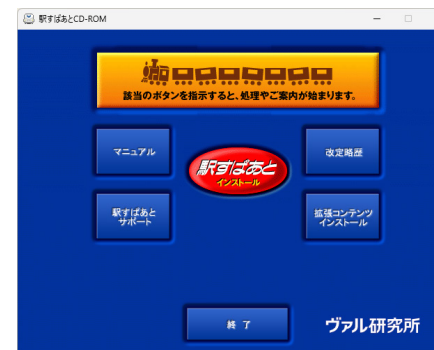 駅すぱあとCD-ROM
該当のボタンを指示すると、処理やご案内が始まります。
マニュアル
駅すぱあと
インストール
改定略歴
駅すぱあと
サポート
拡張コンテンツ
インストール
終 了
ヴァル研究所